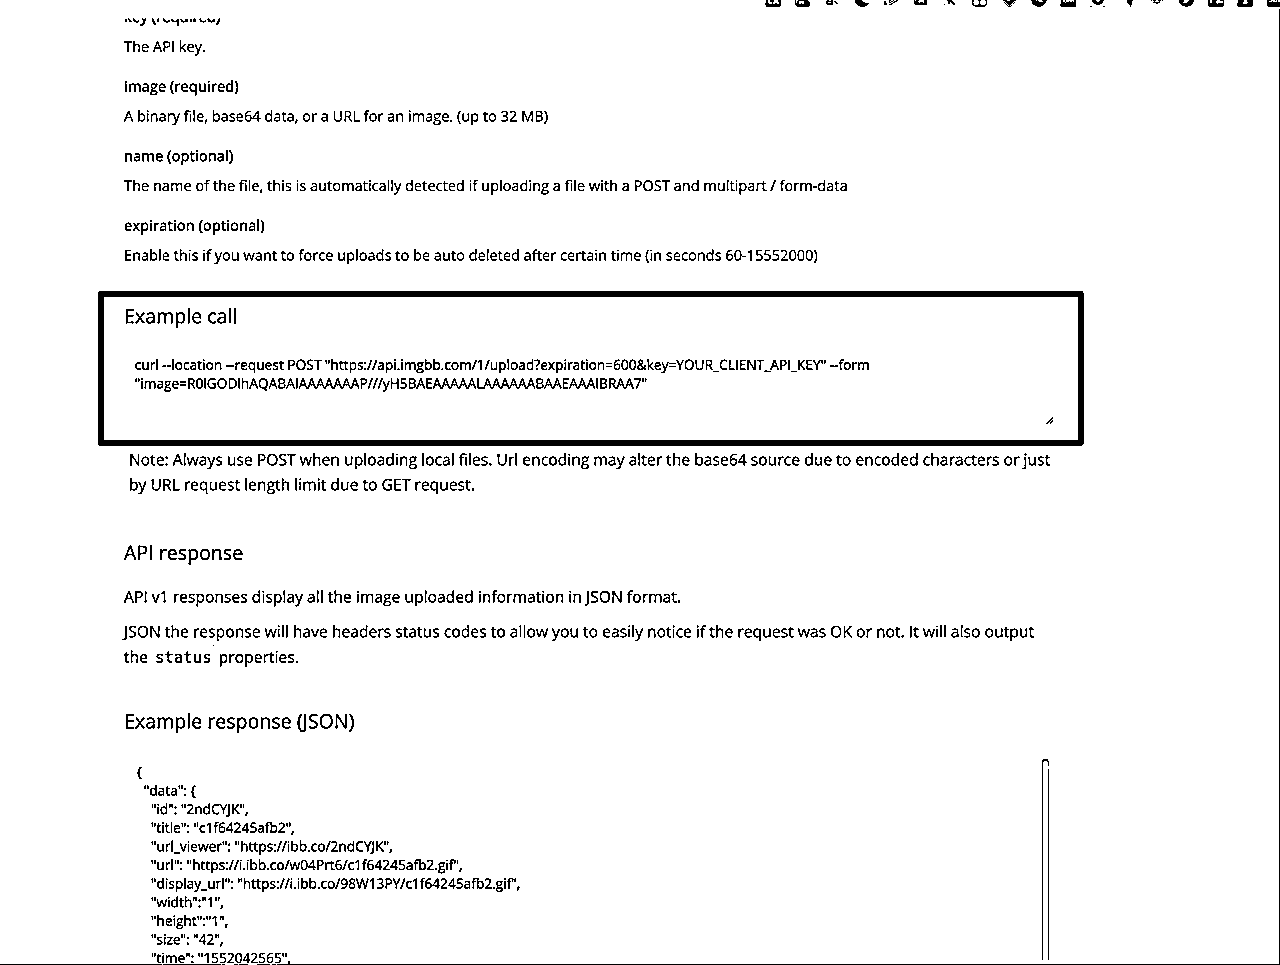 key (required)
The API key.
image (required)
A binary file, base64 data, or a URL for an image. (up to 32 MB)
name (optional)
The name of the file, this is automatically detected if uploading a file with a POST and multipart / form-data
expiration (optional)
Enable this if you want to force uploads to be auto deleted after certain time (in seconds 60-15552000)
Example call
curl --location --request POST "https://api.imgbb.com/1/upload?expiration=600&key=YOUR_CLIENT_API_KEY" --form
"image=R0lGODlhAQABAIAAAAAAAP///yH5BAEAAAAALAAAAAABAAEAAAIBRAA7"
Note: Always use POST when uploading local files. Url encoding may alter the base64 source due to encoded characters or just
by URL request length limit due to GET request.
API response
API v1 responses display all the image uploaded information in JSON format.
JSON the response will have headers status codes to allow you to easily notice if the request was OK or not. It will also output
the status properties.
Example response (JSON)
{
"data": {
"id": "2ndCYJK",
"title": "c1f64245afb2",
"url_viewer": "https://ibb.co/2ndCYJK",
"url": "https://i.ibb.co/w04Prt6/c1f64245afb2.gif",
"display_url": "https://i.ibb.co/98W13PY/c1f64245afb2.gif",
"width":"1",
"height":"1",
"size": "42",
"time": "1552042565",